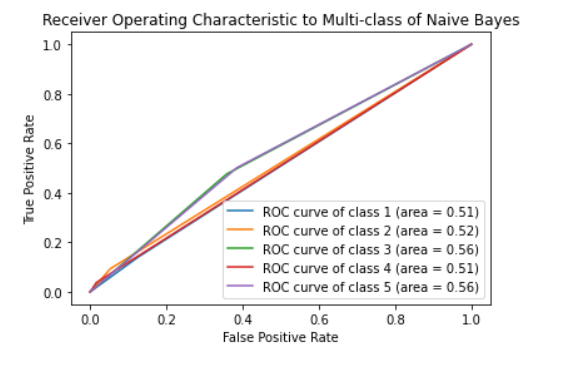 Receiver Operating Characteristic to Multi-class of Naive Bayes
1.0
0.8
0.6
0.4
0.2
0.0
True Positive Rate
ROC curve of class 1 (area = 0.51)
ROC curve of class 2 (area = 0.52)
ROC curve of class 3 (area = 0.56)
ROC curve of class 4 (area = 0.51)
ROC curve of class 5 (area = 0.56)
0.0 0.2 0.4 0.6 0.8 1.0
False Positive Rate